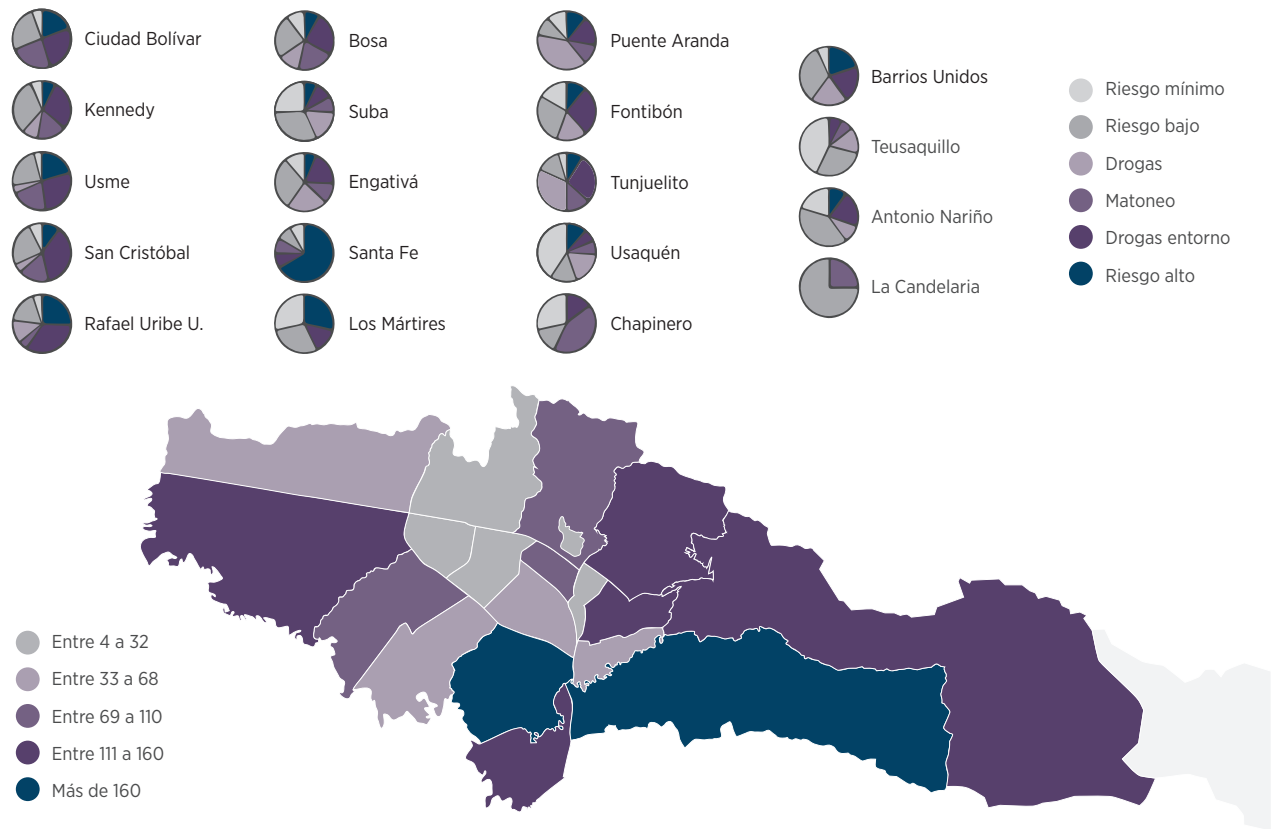 Ciudad Bolívar
Kennedy
Usme
San Cristóbal
Rafael Uribe U.
Bosa
Suba
Engativá
Santa Fe
Los Mártires
Puente Aranda
Fontibón
Tunjuelito
Usaquén
Chapinero
Barrios Unidos
Teusaquillo
Antonio Nariño
La Candelaria
Riesgo mínimo
Riesgo bajo
Drogas
Matoneo
Drogas entorno
Riesgo alto
Entre 4 a 32
Entre 33 a 68
Entre 69 a 110
Entre 111 a 160
Más de 160